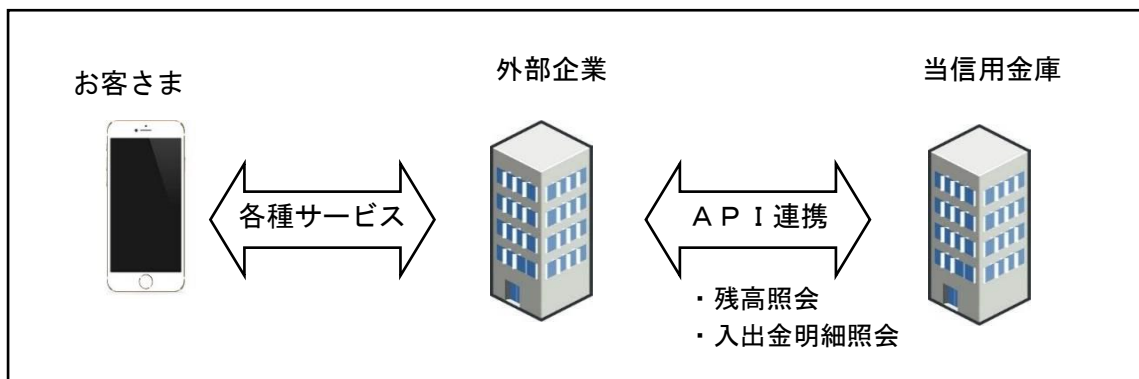 お客さま
外部企業
当信用金庫
各種サービス
ＡＰＩ連携
・残高照会
・入出金明細照会